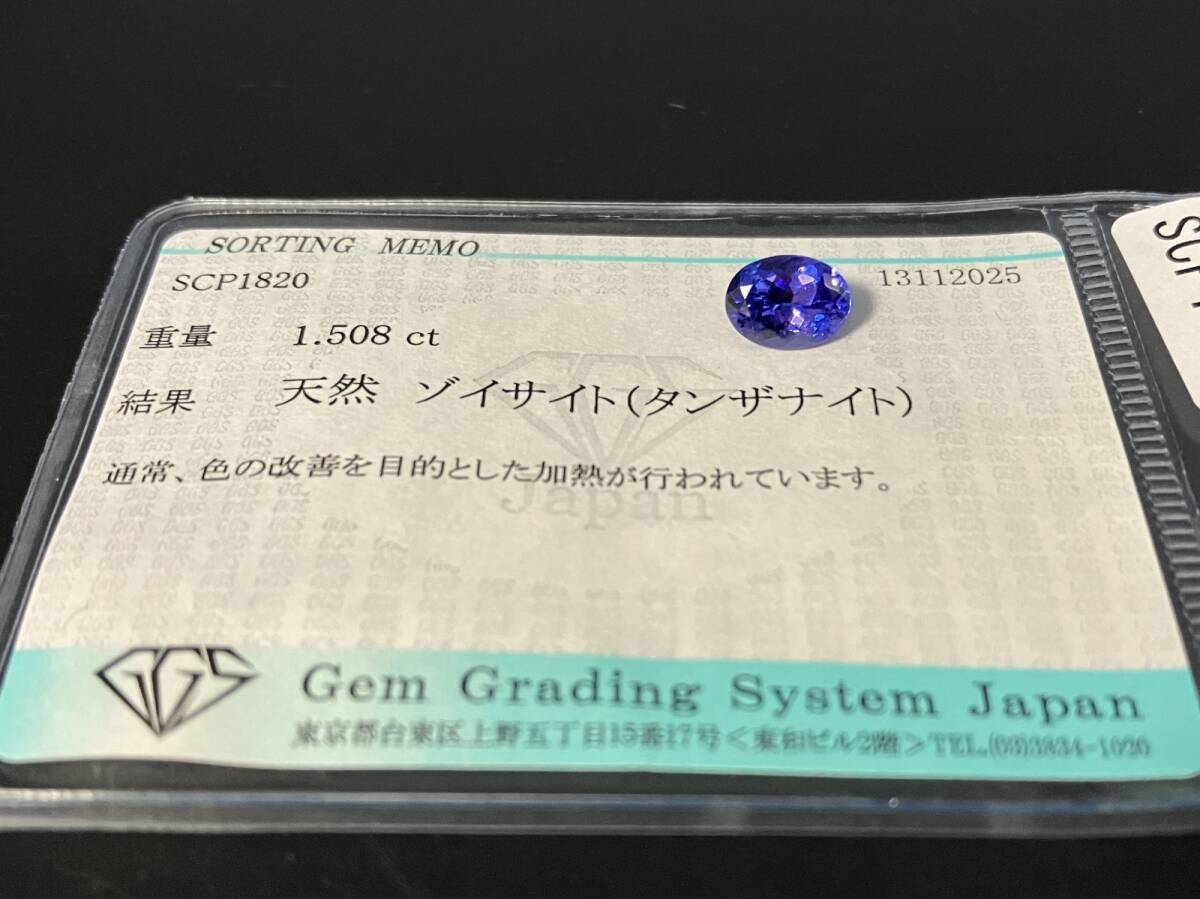 SORTING MEMO
SCP1820 13112025
重量 1.508 ct
結果 天然 ゾイサイト(タンザナイト)
通常、色の改善を目的とした加熱が行われています。
Japan
GGS Gem Grading System Japan
東京都台東区上野五丁目15番17号<東和ビル2階>TEL.(03)3834-1020